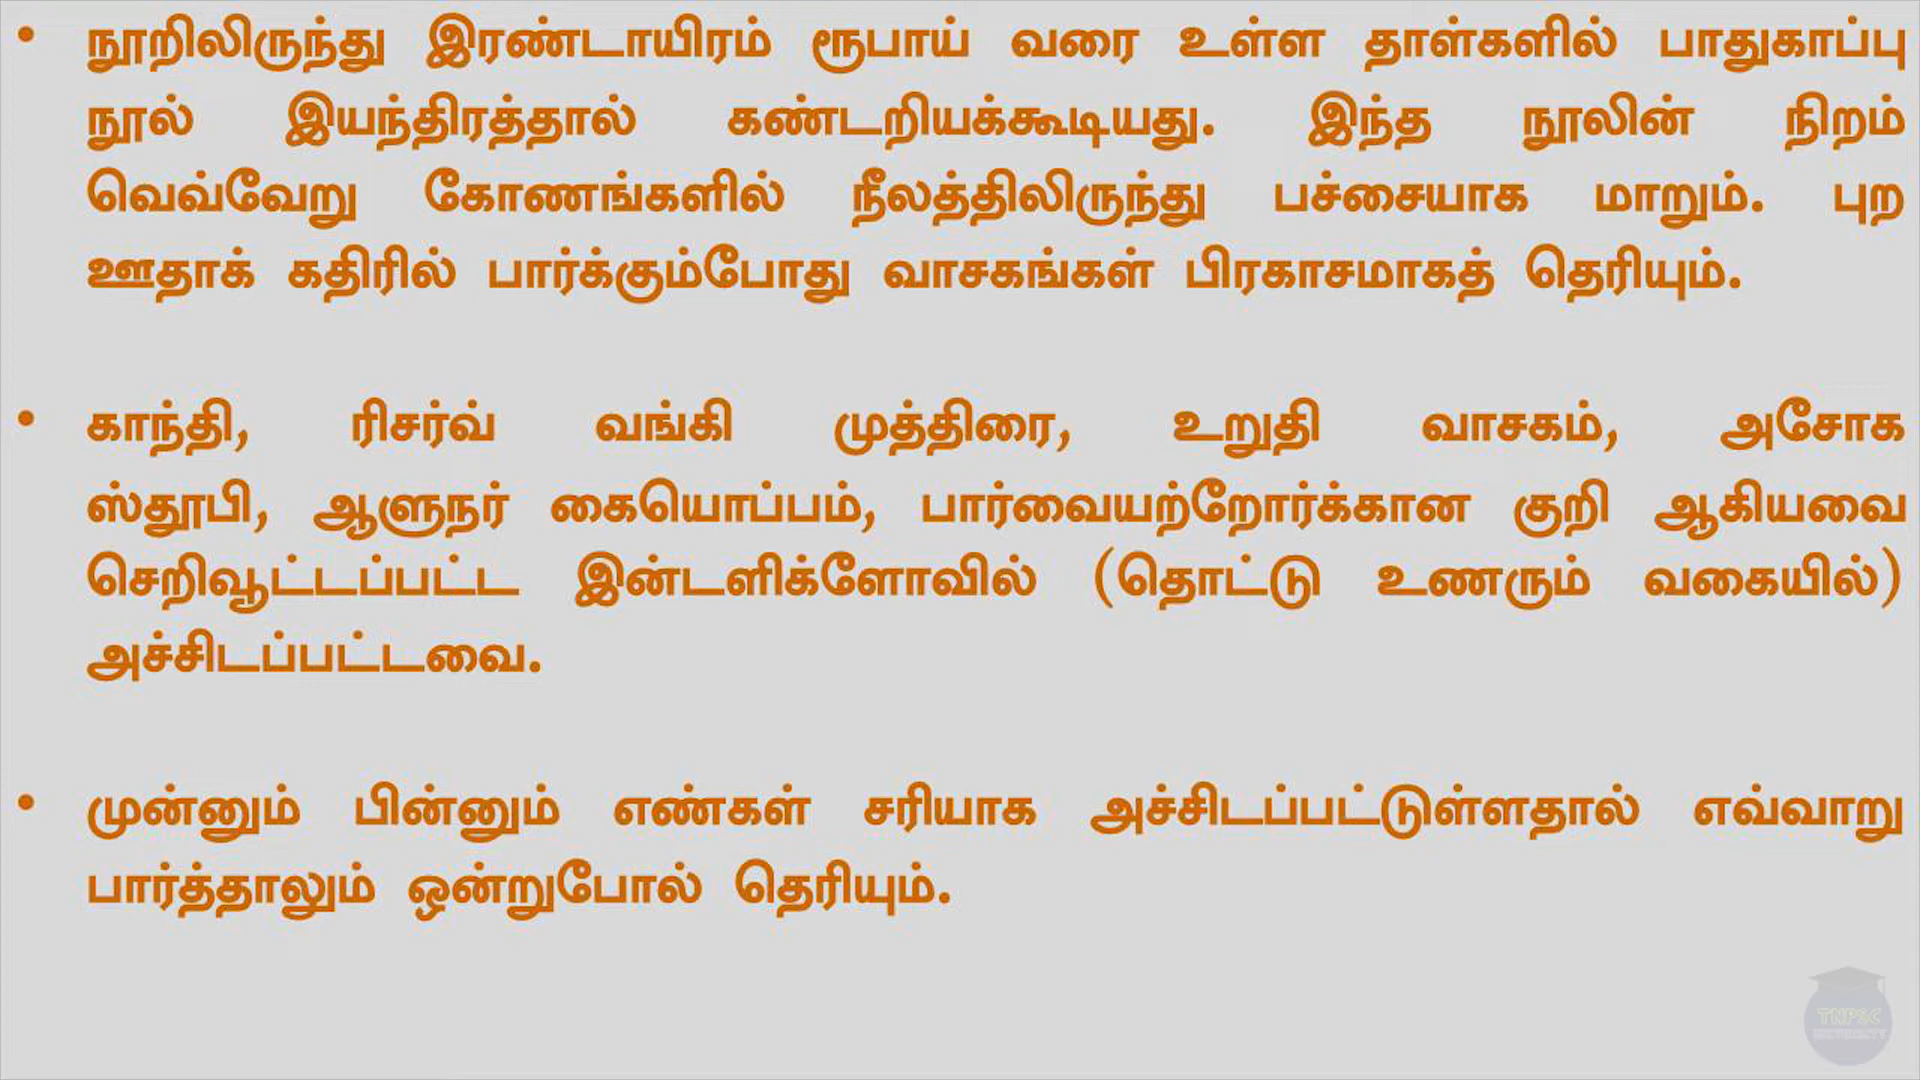 • நூறிலிருந்து இரண்டாயிரம் ரூபாய் வரை உள்ள தாள்களில் பாதுகாப்பு
நூல் இயந்திரத்தால் கண்டறியக்கூடியது. இந்த நூலின் நிறம்
வெவ்வேறு கோணங்களில் நீலத்திலிருந்து பச்சையாக மாறும். புற
ஊதாக் கதிரில் பார்க்கும்போது வாசகங்கள் பிரகாசமாகத் தெரியும்.
• காந்தி, ரிசர்வ் வங்கி முத்திரை, உறுதி வாசகம், அசோக
ஸ்தூபி, ஆளுநர் கையொப்பம், பார்வையற்றோர்க்கான குறி ஆகியவை
செறிவூட்டப்பட்ட இன்டளிக்ளோவில் (தொட்டு உணரும் வகையில்)
அச்சிடப்பட்டவை.
• முன்னும் பின்னும் எண்கள் சரியாக அச்சிடப்பட்டுள்ளதால் எவ்வாறு
பார்த்தாலும் ஒன்றுபோல் தெரியும்.
TNPSC